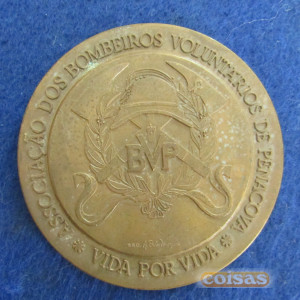 ASSOCIAÇÃO DOS BOMBEIROS VOLUNTÁRIOS DE PENACOVA
BVP
* VIDA POR VIDA *
coisas